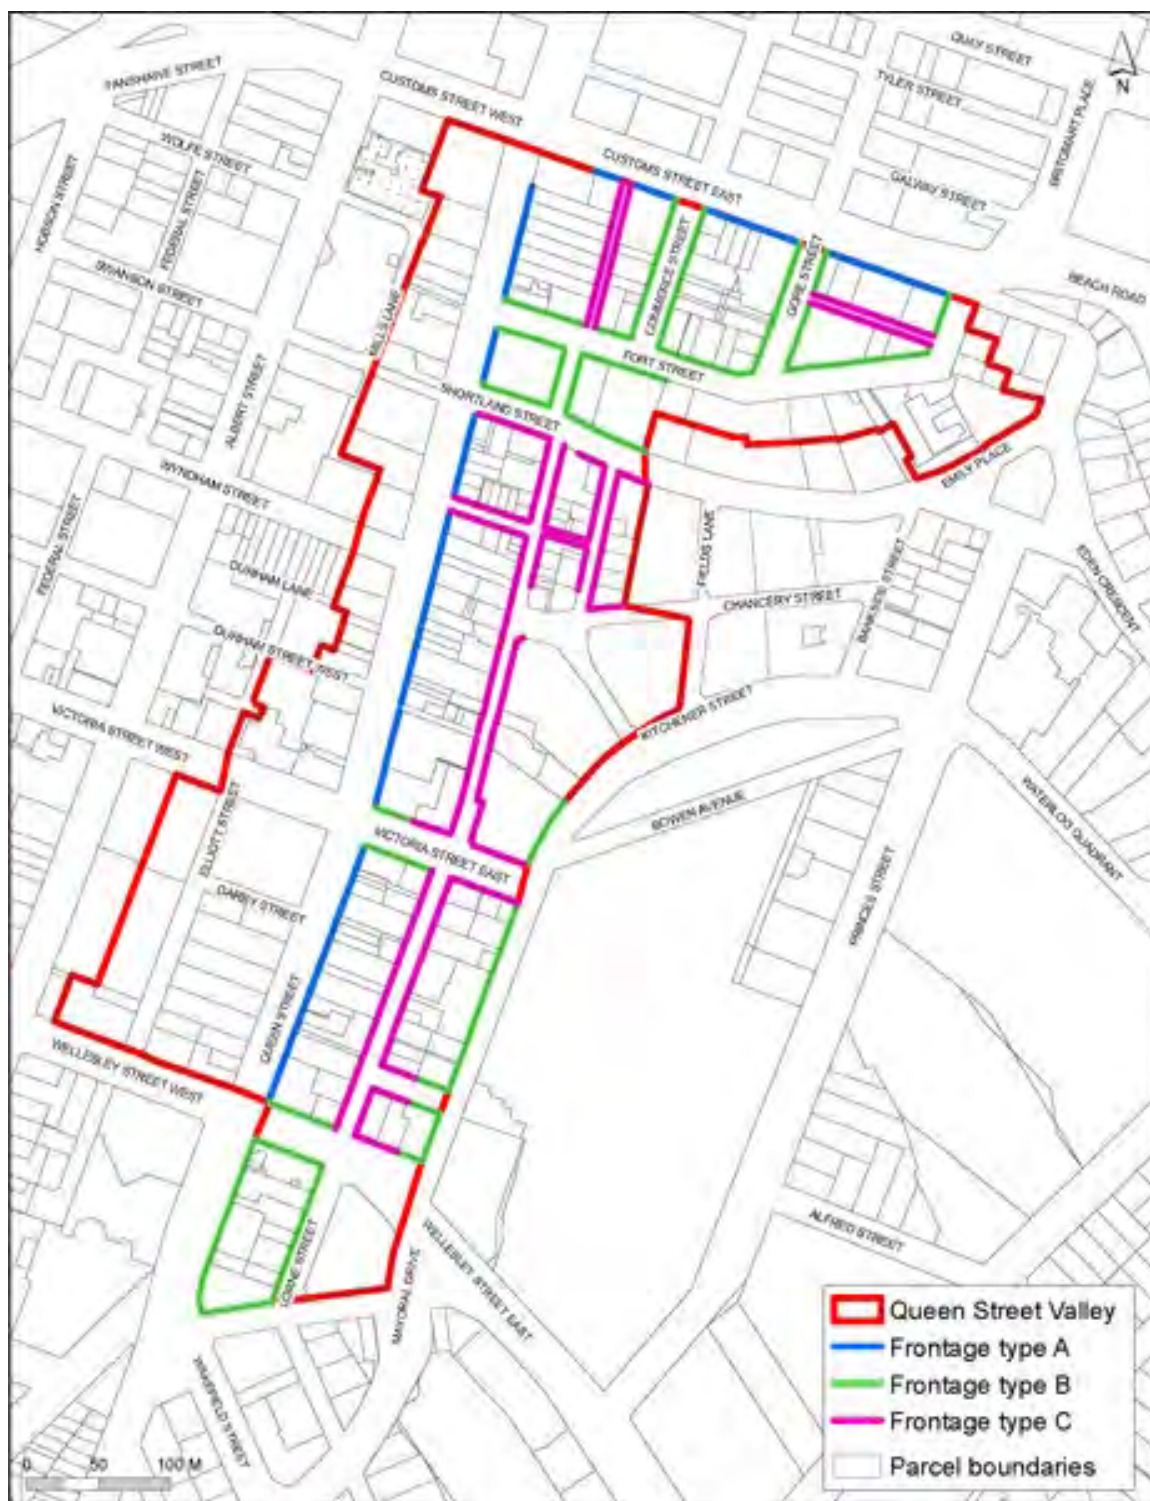 QUAY STREET
FANSHAWE STREET
TYLER STREET
CUSTOMS STREET WEST
N
BRITOMART PLACE
WOLFE STREET
CUSTOMS STREET EAST
GALWAY STREET
HOBSON STREET
FEDERAL STREET
COMMERCE STREET
GORE STREET
BEACH ROAD
SWANSON STREET
MILLS LANE
FORT STREET
ALBERT STREET
SHORTLAND STREET
EMILY PLACE
WYNDHAM STREET
FEDERAL STREET
FIELDS LANE
BANKSIDE STREET
EDEN CRESCENT
DURHAM LANE
CHANCERY STREET
DURHAM STREET WEST
KITCHENER STREET
VICTORIA STREET WEST
BOWEN AVENUE
WATERLOO QUADRANT
ELLIOTT STREET
VICTORIA STREET EAST
PRINCES STREET
DARBY STREET
QUEEN STREET
WELLESLEY STREET WEST
ALFRED STREET
LORNE STREET
MAYORAL DRIVE
WELLESLEY STREET EAST
WAKEFIELD STREET
Queen Street Valley
Frontage type A
Frontage type B
Frontage type C
Parcel boundaries
0 50 100 M